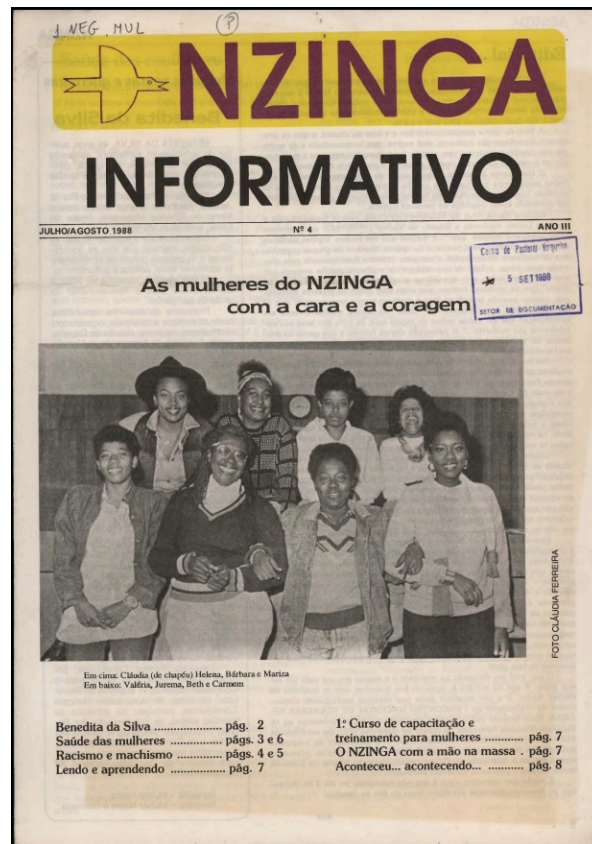 1 NEG. MUL
(?)
NZINGA
INFORMATIVO
JULHO/AGOSTO 1988 Nº 4 ANO III
5 SET 1988
SETOR DE DOCUMENTAÇÃO
As mulheres do NZINGA
com a cara e a coragem
FOTO CLÁUDIA FERREIRA
Em cima: Cláudia (de chapéu) Helena, Bárbara e Mariza
Em baixo: Valéria, Jurema, Beth e Carmem
Benedita da Silva ..................... pág. 2
Saúde das mulheres ................ págs. 3 e 6
Racismo e machismo ............... págs. 4 e 5
Lendo e aprendendo ................. pág. 7
1º Curso de capacitação e
treinamento para mulheres ......... pág. 7
O NZINGA com a mão na massa . pág. 7
Aconteceu... acontecendo... ........... pág. 8